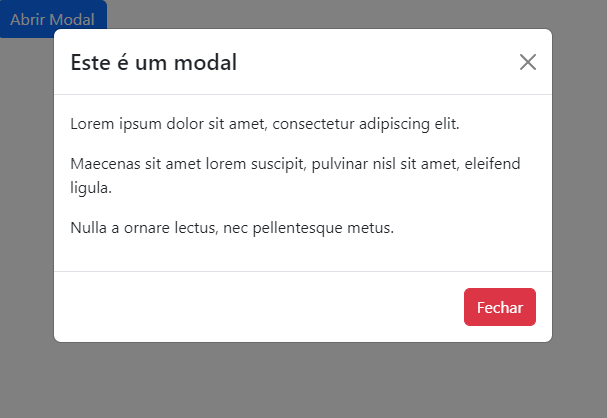 Abrir Modal
Este é um modal
Lorem ipsum dolor sit amet, consectetur adipiscing elit.
Maecenas sit amet lorem suscipit, pulvinar nisl sit amet, eleifend
ligula.
Nulla a ornare lectus, nec pellentesque metus.
Fechar